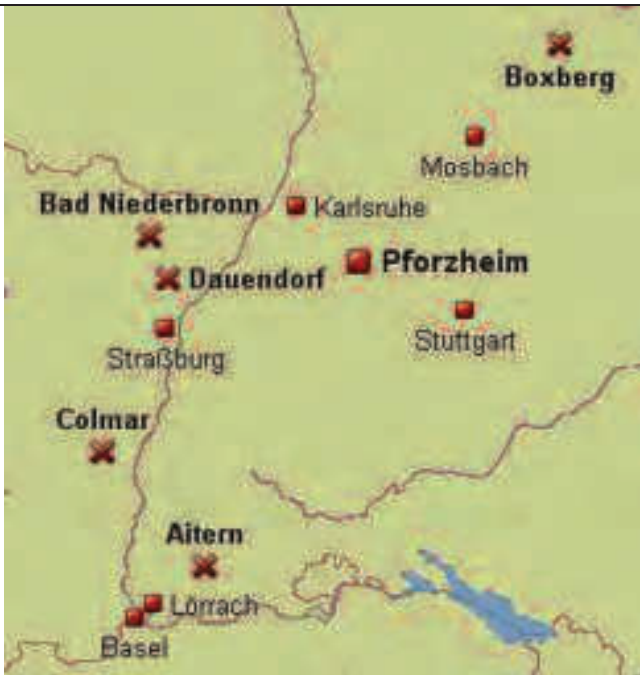 Boxberg
Mosbach
Bad Niederbronn
Karlsruhe
Pforzheim
Dauendorf
Stuttgart
Straßburg
Colmar
Aitern
Lörrach
Basel